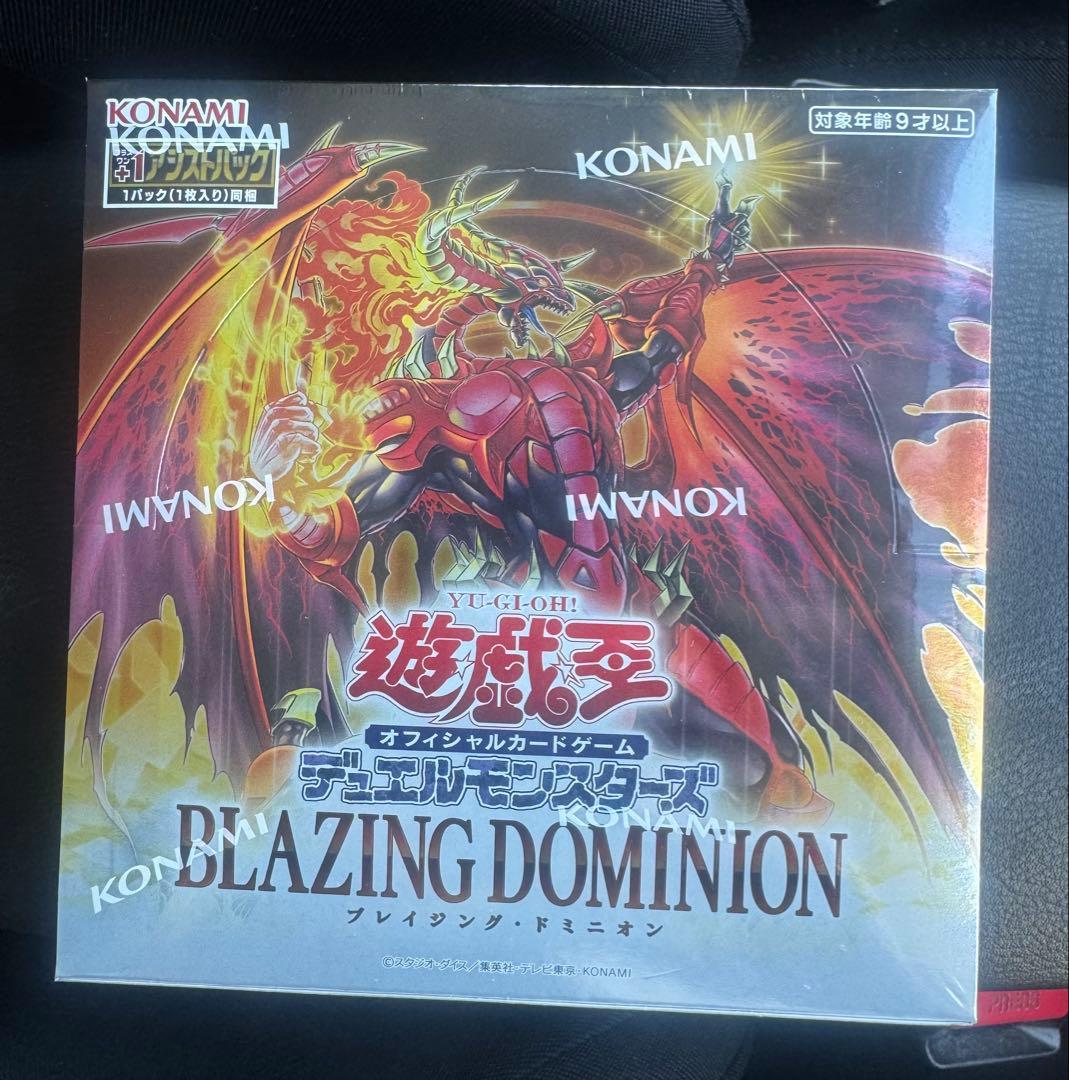 KONAMI
KONAMI
KONAMI
対象年齢9才以上
+1アシストパック
1パック(1枚入り)同梱
KONAMI
KONAMI
YU-GI-OH!
遊戯王
オフィシャルカードゲーム
デュエルモンスターズ
KONAMI
KONAMI
BLAZING DOMINION
ブレイジング・ドミニオン
©スタジオ・ダイス/集英社・テレビ東京・KONAMI